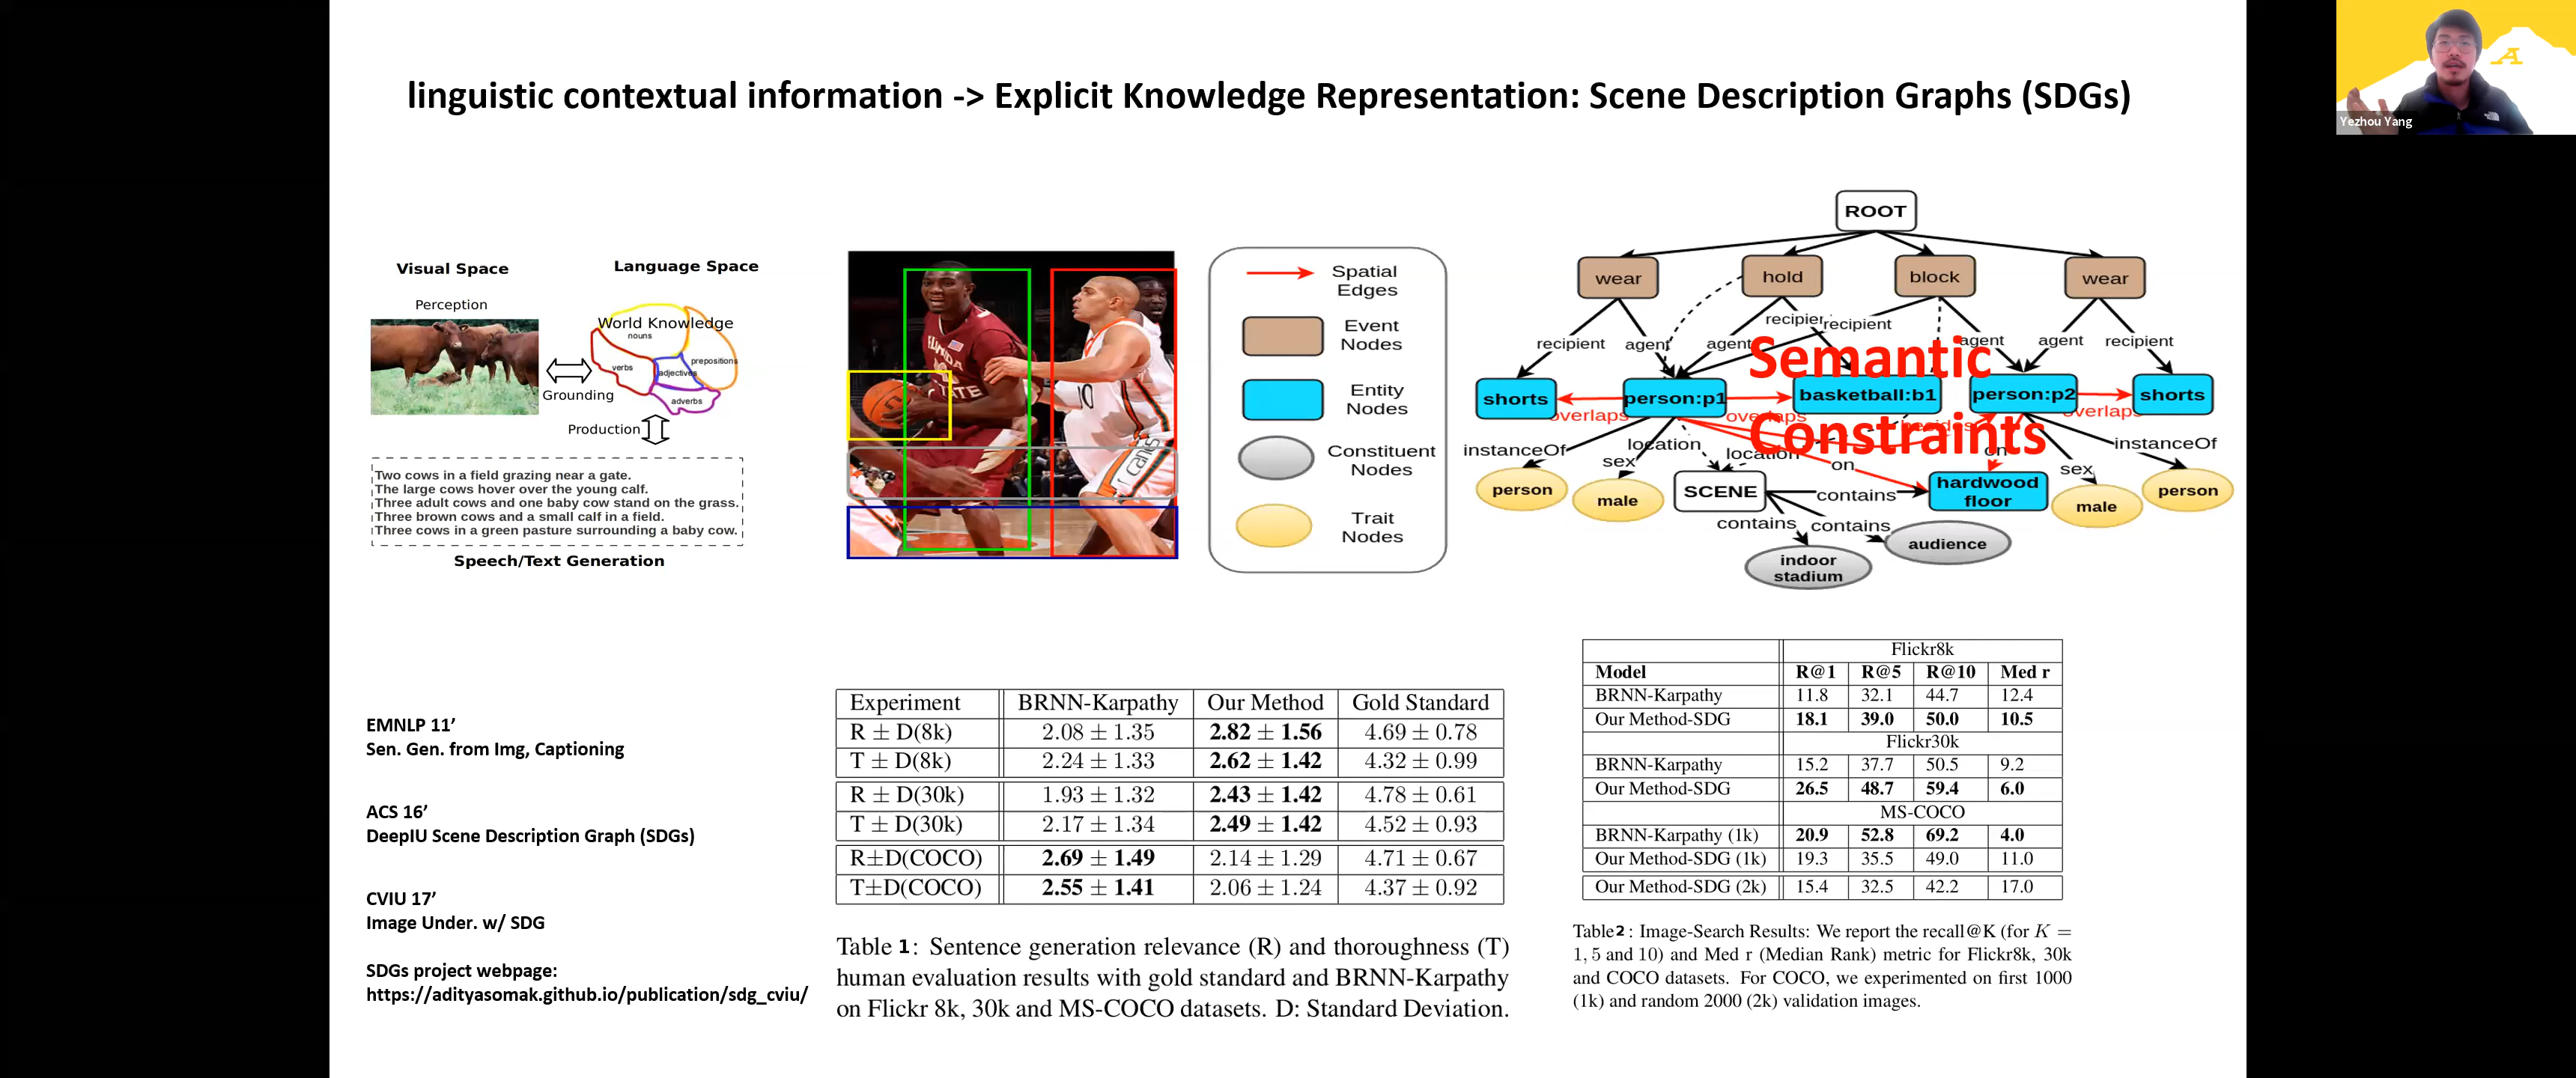 linguistic contextual information -> Explicit Knowledge Representation: Scene Description Graphs (SDGs)
Yezhou Yang
A
Visual Space
Language Space
Perception
World Knowledge
nouns
verbs
adjectives
prepositions
adverbs
Grounding
Production
Two cows in a field grazing near a gate.
The large cows hover over the young calf.
Three adult cows and one baby cow stand on the grass.
Three brown cows and a small calf in a field.
Three cows in a green pasture surrounding a baby cow.
Speech/Text Generation
Spatial
Edges
Event
Nodes
Entity
Nodes
Constituent
Nodes
Trait
Nodes
ROOT
wear
hold
block
wear
recipient
agent
agent
recipient
agent
agent
recipient
Semantic
Constraints
shorts
person:p1
basketball:b1
person:p2
shorts
overlaps
overlaps
besides
overlaps
instanceOf
sex
location
location
on
on
sex
instanceOf
person
male
SCENE
contains
hardwood
floor
male
person
contains
contains
indoor
stadium
audience
EMNLP 11’
Sen. Gen. from Img, Captioning
ACS 16’
DeepIU Scene Description Graph (SDGs)
CVIU 17’
Image Under. w/ SDG
SDGs project webpage:
https://adityasomak.github.io/publication/sdg_cviu/
Experiment BRNN-Karpathy Our Method Gold Standard
R ± D(8k) 2.08 ± 1.35 2.82 ± 1.56 4.69 ± 0.78
T ± D(8k) 2.24 ± 1.33 2.62 ± 1.42 4.32 ± 0.99
R ± D(30k) 1.93 ± 1.32 2.43 ± 1.42 4.78 ± 0.61
T ± D(30k) 2.17 ± 1.34 2.49 ± 1.42 4.52 ± 0.93
R±D(COCO) 2.69 ± 1.49 2.14 ± 1.29 4.71 ± 0.67
T±D(COCO) 2.55 ± 1.41 2.06 ± 1.24 4.37 ± 0.92
Table 1: Sentence generation relevance (R) and thoroughness (T)
human evaluation results with gold standard and BRNN-Karpathy
on Flickr 8k, 30k and MS-COCO datasets. D: Standard Deviation.
Flickr8k
Model R@1 R@5 R@10 Med r
BRNN-Karpathy 11.8 32.1 44.7 12.4
Our Method-SDG 18.1 39.0 50.0 10.5
Flickr30k
BRNN-Karpathy 15.2 37.7 50.5 9.2
Our Method-SDG 26.5 48.7 59.4 6.0
MS-COCO
BRNN-Karpathy (1k) 20.9 52.8 69.2 4.0
Our Method-SDG (1k) 19.3 35.5 49.0 11.0
Our Method-SDG (2k) 15.4 32.5 42.2 17.0
Table2 : Image-Search Results: We report the recall@K (for K =
1, 5 and 10) and Med r (Median Rank) metric for Flickr8k, 30k
and COCO datasets. For COCO, we experimented on first 1000
(1k) and random 2000 (2k) validation images.